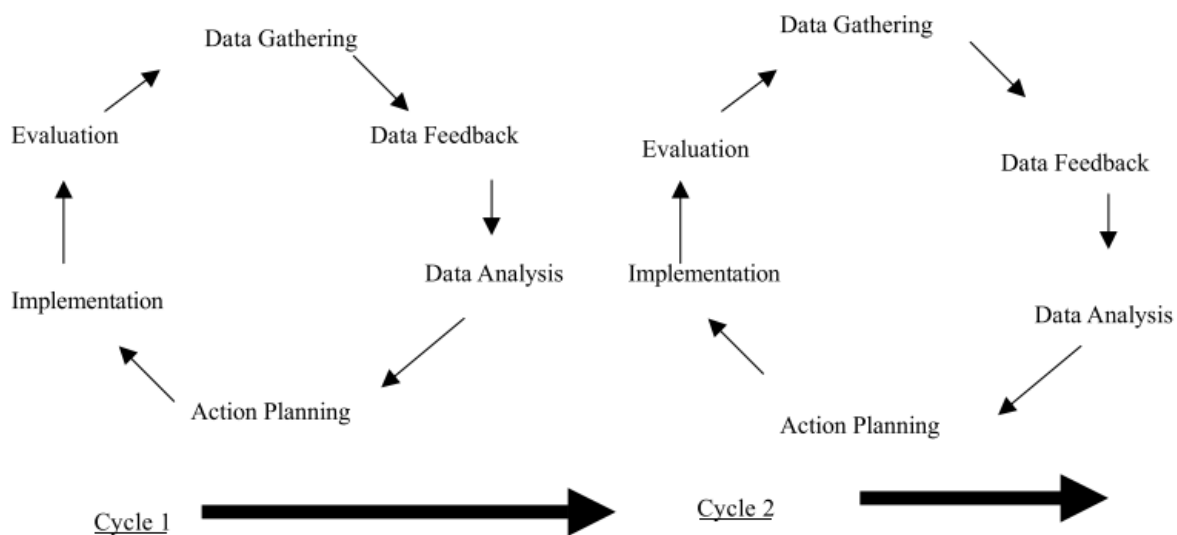 Data Gathering
Data Feedback
Data Analysis
Action Planning
Implementation
Evaluation
Cycle 1
Data Gathering
Data Feedback
Data Analysis
Action Planning
Implementation
Evaluation
Cycle 2